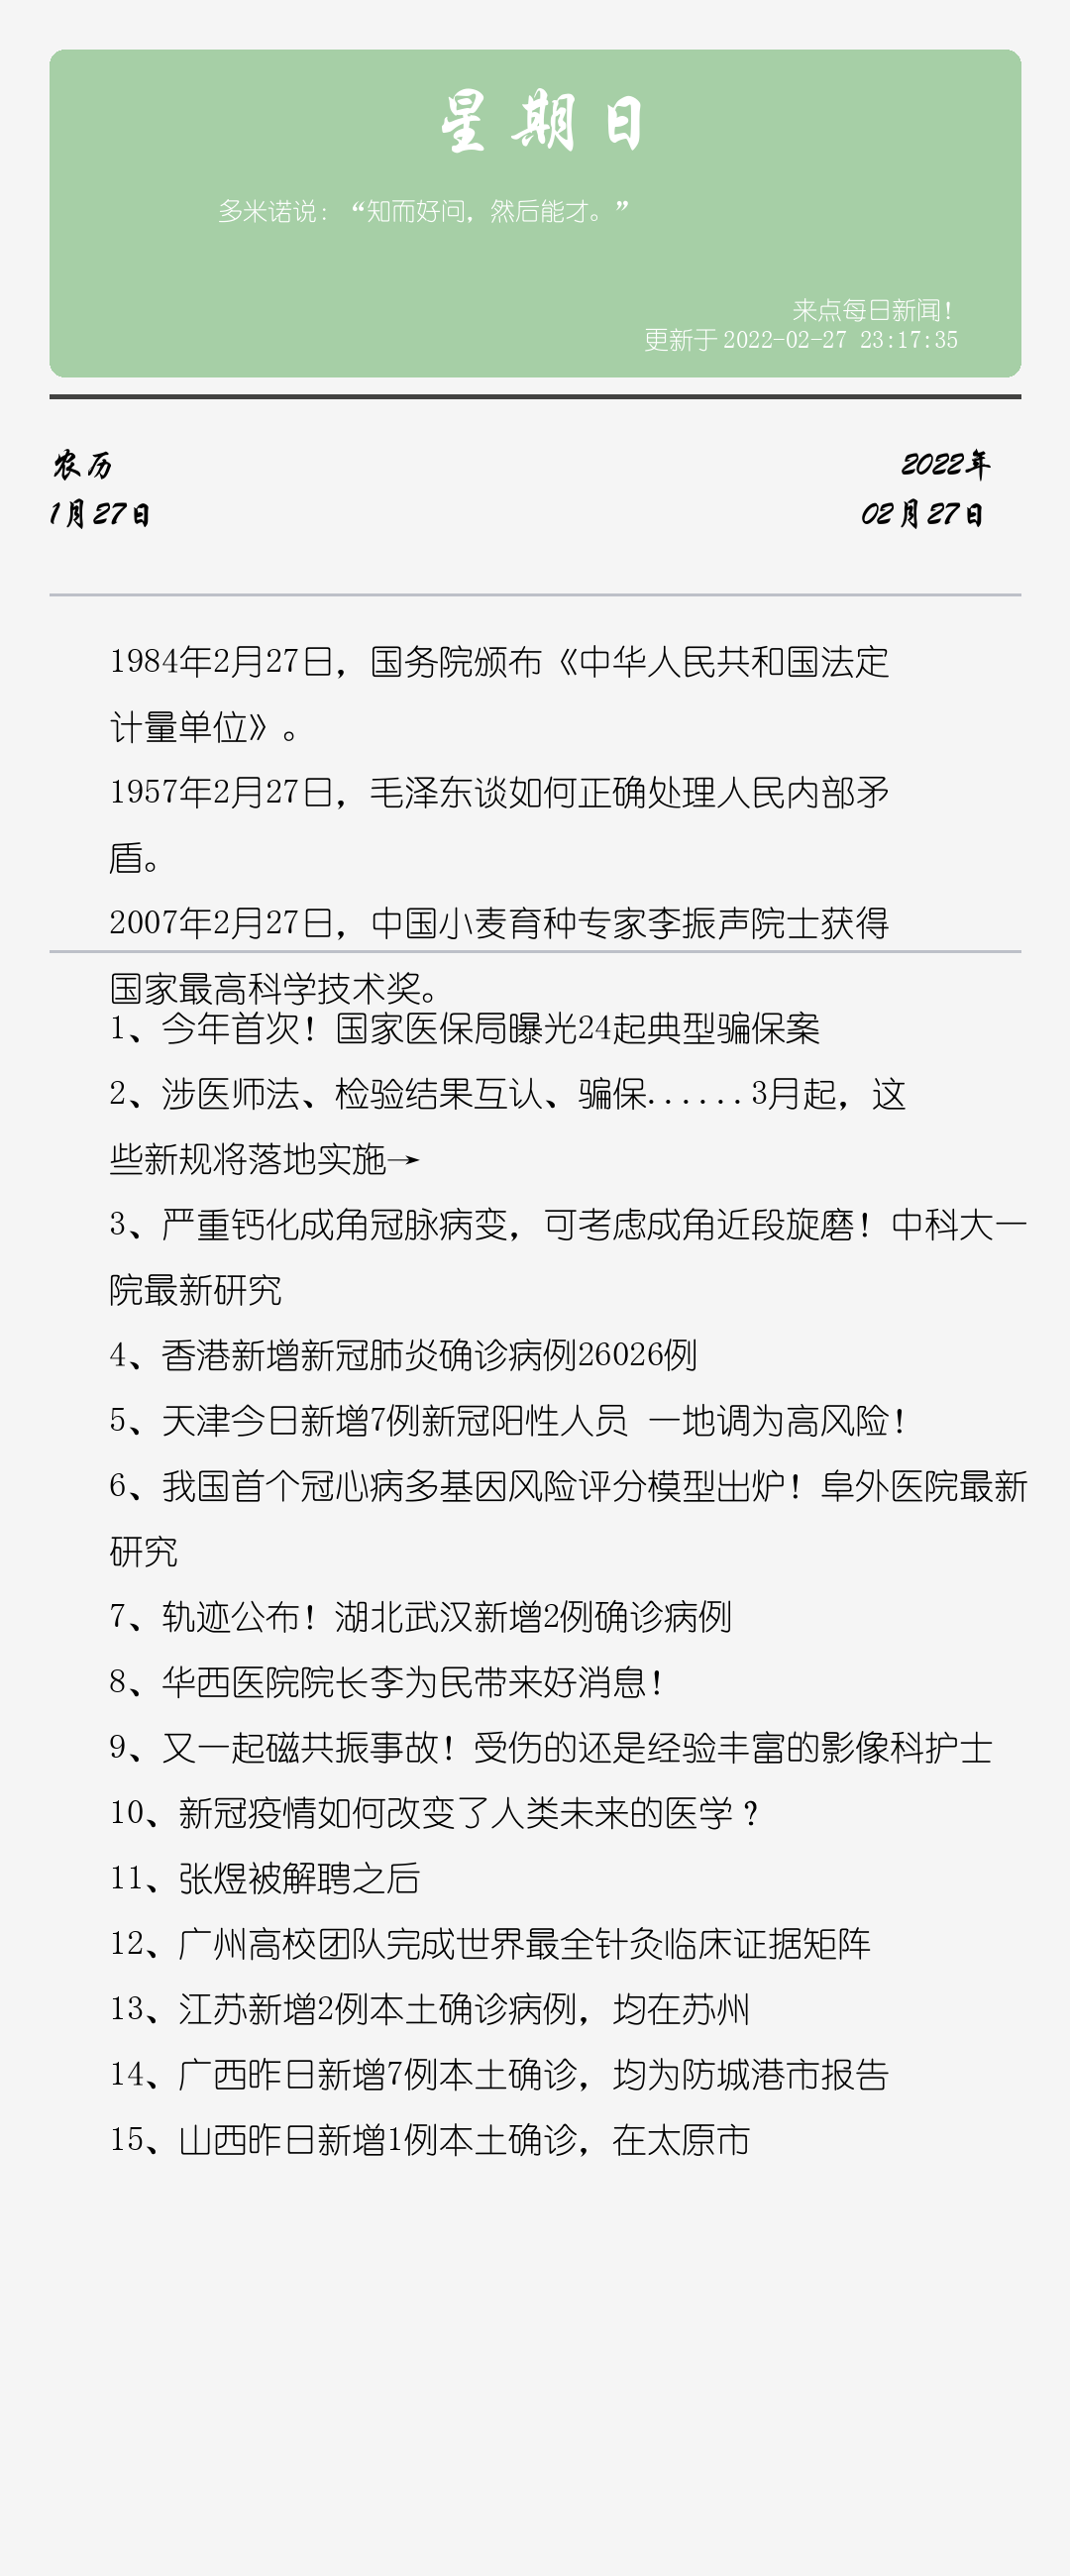 星期日
多米诺说：“知而好问，然后能才。”
来点每日新闻！
更新于 2022-02-27 23:17:35
农历
2022年
1月27日
02月27日
1984年2月27日，国务院颁布《中华人民共和国法定
计量单位》。
1957年2月27日，毛泽东谈如何正确处理人民内部矛
盾。
2007年2月27日，中国小麦育种专家李振声院士获得
国家最高科学技术奖。
1、今年首次！国家医保局曝光24起典型骗保案
2、涉医师法、检验结果互认、骗保......3月起，这
些新规将落地实施→
3、严重钙化成角冠脉病变，可考虑成角近段旋磨！中科大一
院最新研究
4、香港新增新冠肺炎确诊病例26026例
5、天津今日新增7例新冠阳性人员 一地调为高风险！
6、我国首个冠心病多基因风险评分模型出炉！阜外医院最新
研究
7、轨迹公布！湖北武汉新增2例确诊病例
8、华西医院院长李为民带来好消息！
9、又一起磁共振事故！受伤的还是经验丰富的影像科护士
10、新冠疫情如何改变了人类未来的医学？
11、张煜被解聘之后
12、广州高校团队完成世界最全针灸临床证据矩阵
13、江苏新增2例本土确诊病例，均在苏州
14、广西昨日新增7例本土确诊，均为防城港市报告
15、山西昨日新增1例本土确诊，在太原市